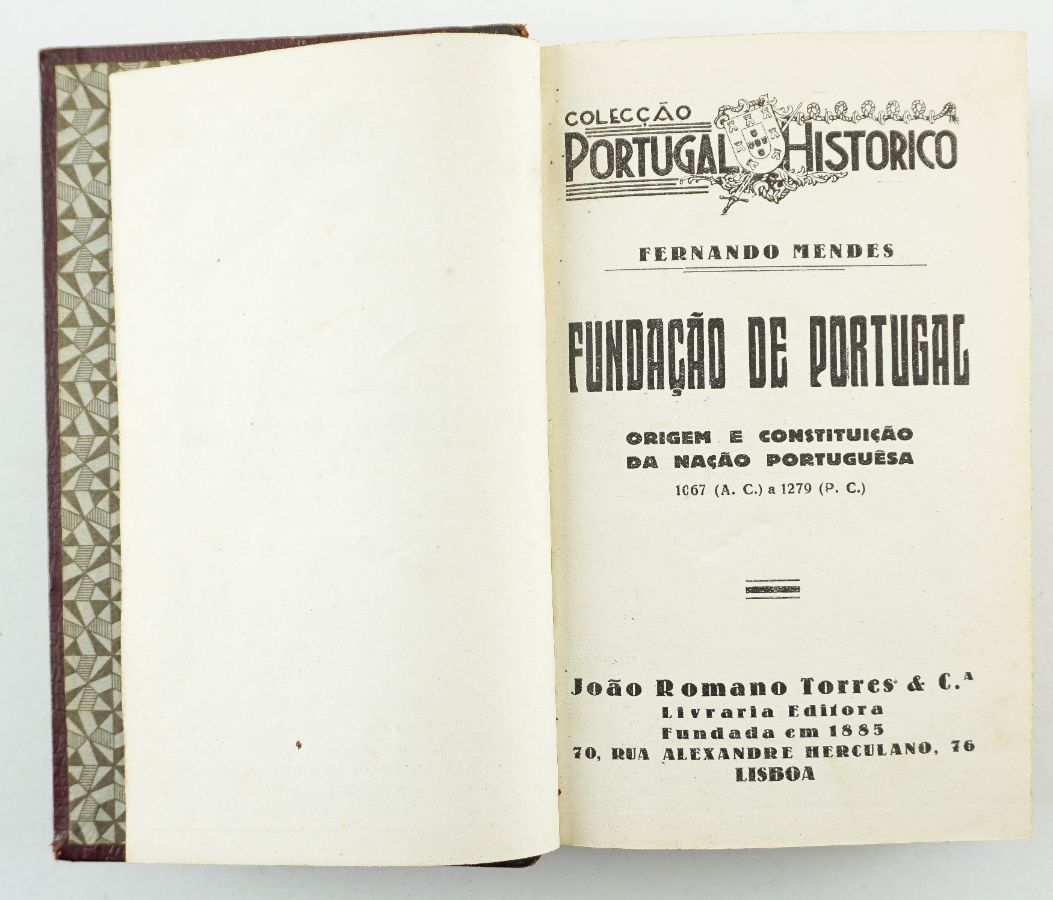 COLECÇÃO
PORTUGAL HISTORICO
FERNANDO MENDES
FUNDAÇÃO DE PORTUGAL
ORIGEM E CONSTITUIÇÃO
DA NAÇÃO PORTUGUÊSA
1067 (A. C.) a 1279 (P. C.)
João Romano Torres & C.ª
Livraria Editora
Fundada em 1885
70, RUA ALEXANDRE HERCULANO, 76
LISBOA